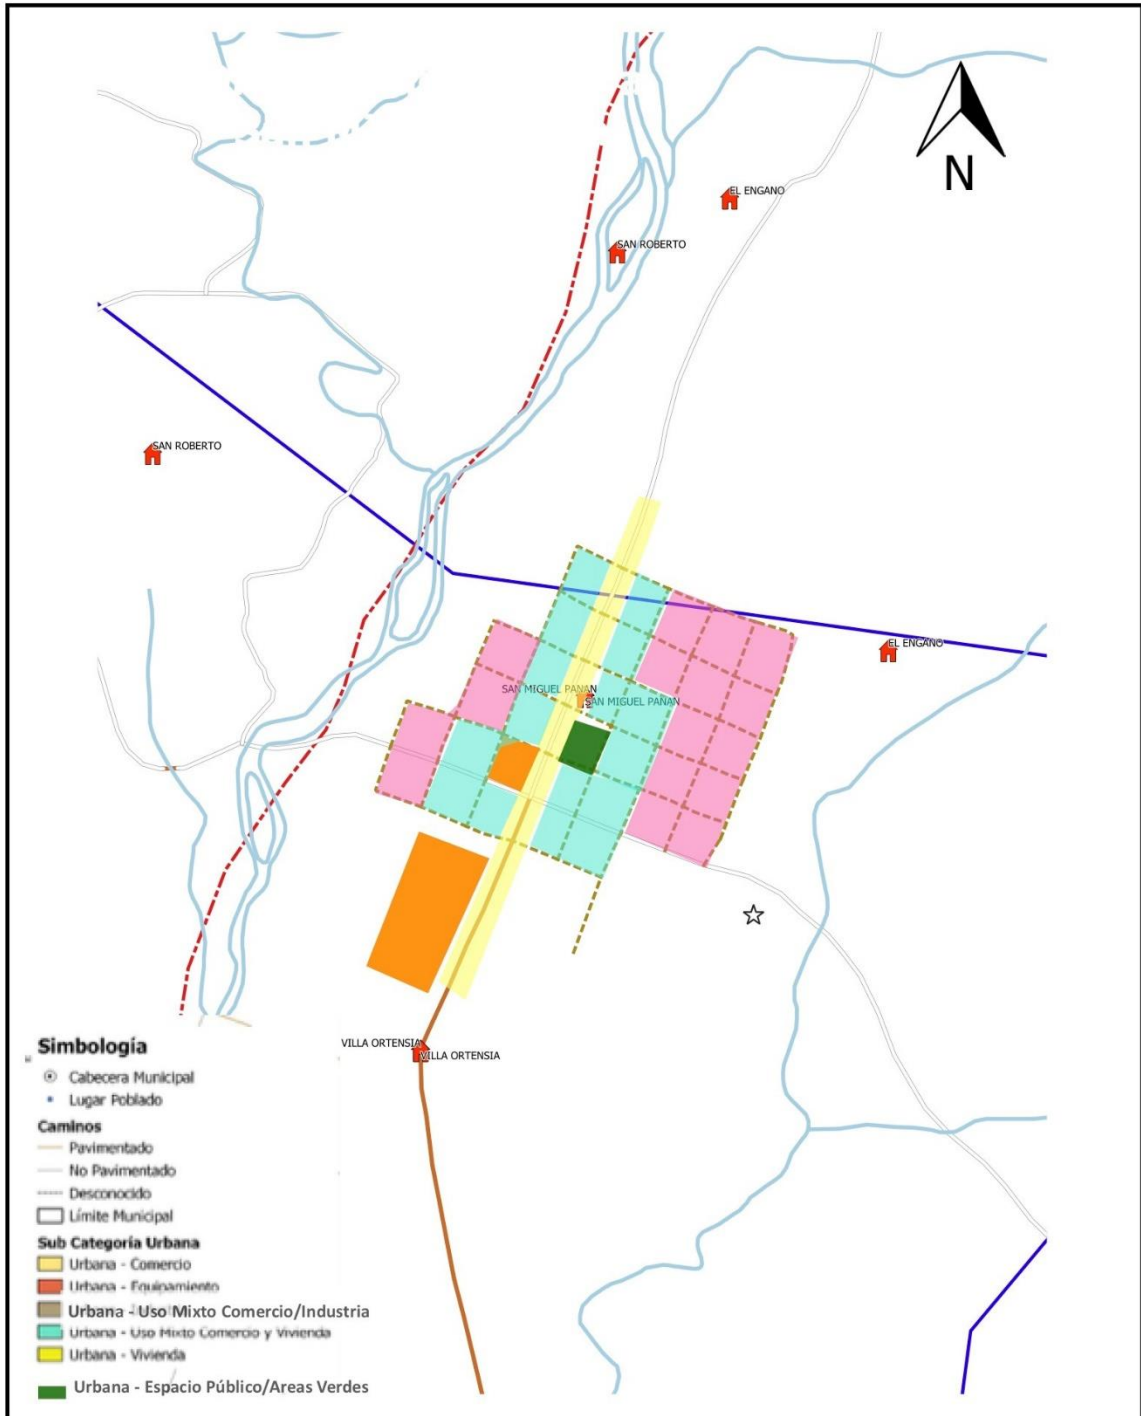 N
EL ENGANO
SAN ROBERTO
SAN ROBERTO
EL ENGAÑO
SAN MIGUEL PANAN
SAN MIGUEL PAÑAN
VILLA ORTENSIA
VILLA ORTENSIA
Simbología
Cabecera Municipal
Lugar Poblado
Caminos
Pavimentado
No Pavimentado
Desconocido
Límite Municipal
Sub Categoría Urbana
Urbana - Comercio
Urbana - Equipamiento
Urbana - Uso Mixto Comercio/Industria
Urbana - Uso Mixto Comercio y Vivienda
Urbana - Vivienda
Urbana - Espacio Público/Areas Verdes